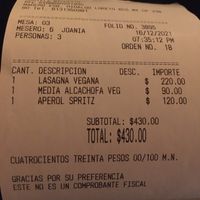 MESA: 03
MESERO: 6 JOANIA
PERSONAS: 3
FOLIO NO. 3895
16/12/2021
07:35:12 PM
ORDEN NO. 18
CANT. DESCRIPCION DESC. IMPORTE
1 LASAGNA VEGANA $ 220.00
1 MEDIA ALCACHOFA VEG $ 90.00
1 APEROL SPRITZ $ 120.00
SUBTOTAL: $430.00
TOTAL: $430.00
CUATROCIENTOS TREINTA PESOS 00/100 M.N.
GRACIAS POR SU PREFERENCIA
ESTE NO ES UN COMPROBANTE FISCAL